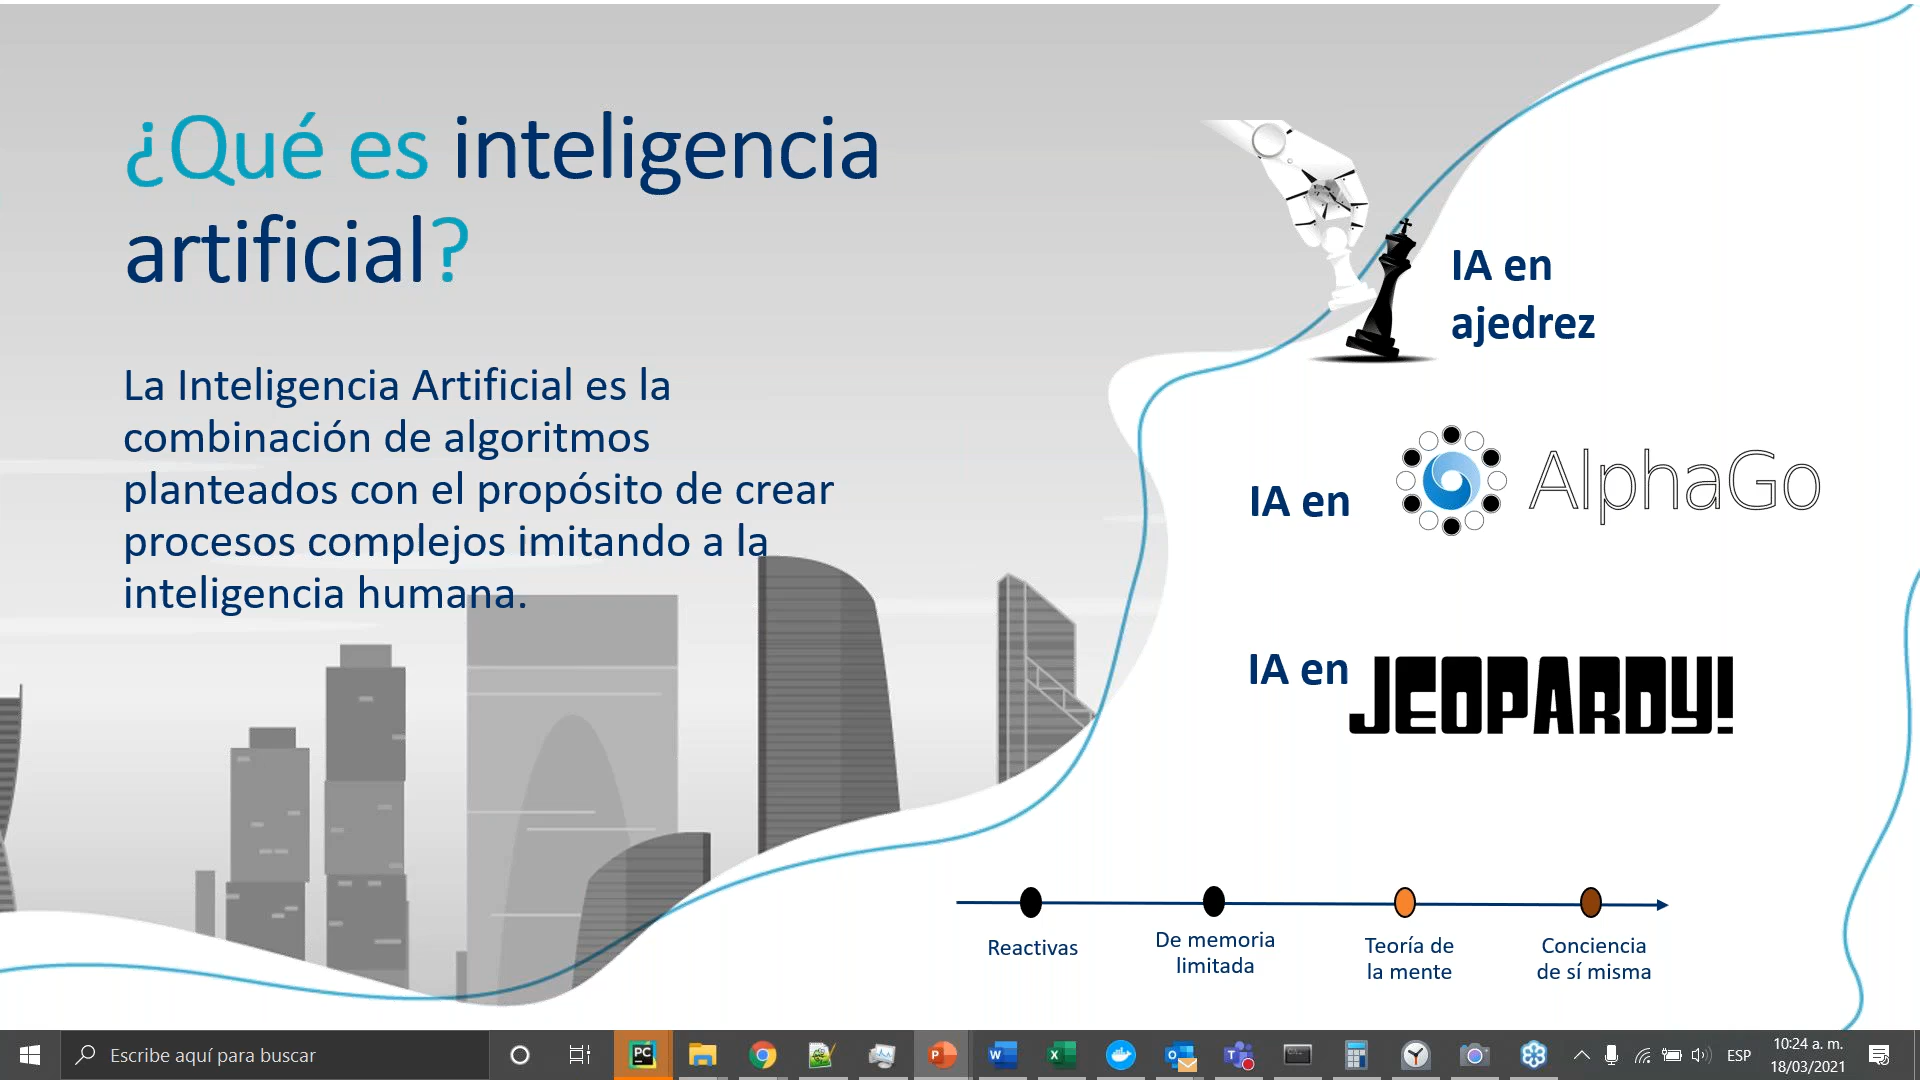 ¿Qué es inteligencia
artificial?
La Inteligencia Artificial es la
combinación de algoritmos
planteados con el propósito de crear
procesos complejos imitando a la
inteligencia humana.
IA en
ajedrez
IA en AlphaGo
IA en JEOPARDY!
Reactivas
De memoria
limitada
Teoría de
la mente
Conciencia
de sí misma
Escribe aquí para buscar
PC
P
W
X
O
T
ESP
10:24 a. m.
18/03/2021